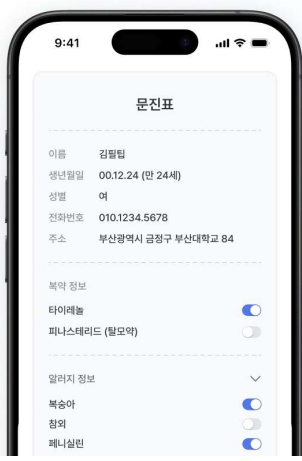 9:41
문진표
이름 김필팁
생년월일 00.12.24 (만 24세)
성별 여
전화번호 010.1234.5678
주소 부산광역시 금정구 부산대학교 84
복약 정보
타이레놀
피나스테리드 (탈모약)
알러지 정보
복숭아
참외
페니실린